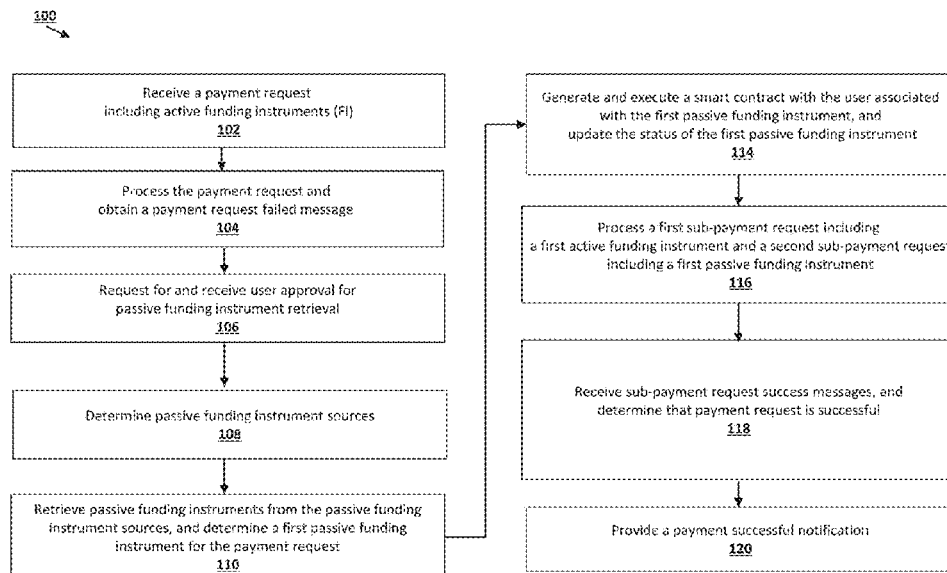 100
Receive a payment request
including active funding instruments (FI)
102
Process the payment request and
obtain a payment request failed message
104
Request for and receive user approval for
passive funding instrument retrieval
106
Determine passive funding instrument sources
108
Retrieve passive funding instruments from the passive funding
instrument sources, and determine a first passive funding
instrument for the payment request
110
Generate and execute a smart contract with the user associated
with the first passive funding instrument, and
update the status of the first passive funding instrument
114
Process a first sub-payment request including
a first active funding instrument and a second sub-payment request
including a first passive funding instrument
116
Receive sub-payment request success messages, and
determine that payment request is successful
118
Provide a payment successful notification
120